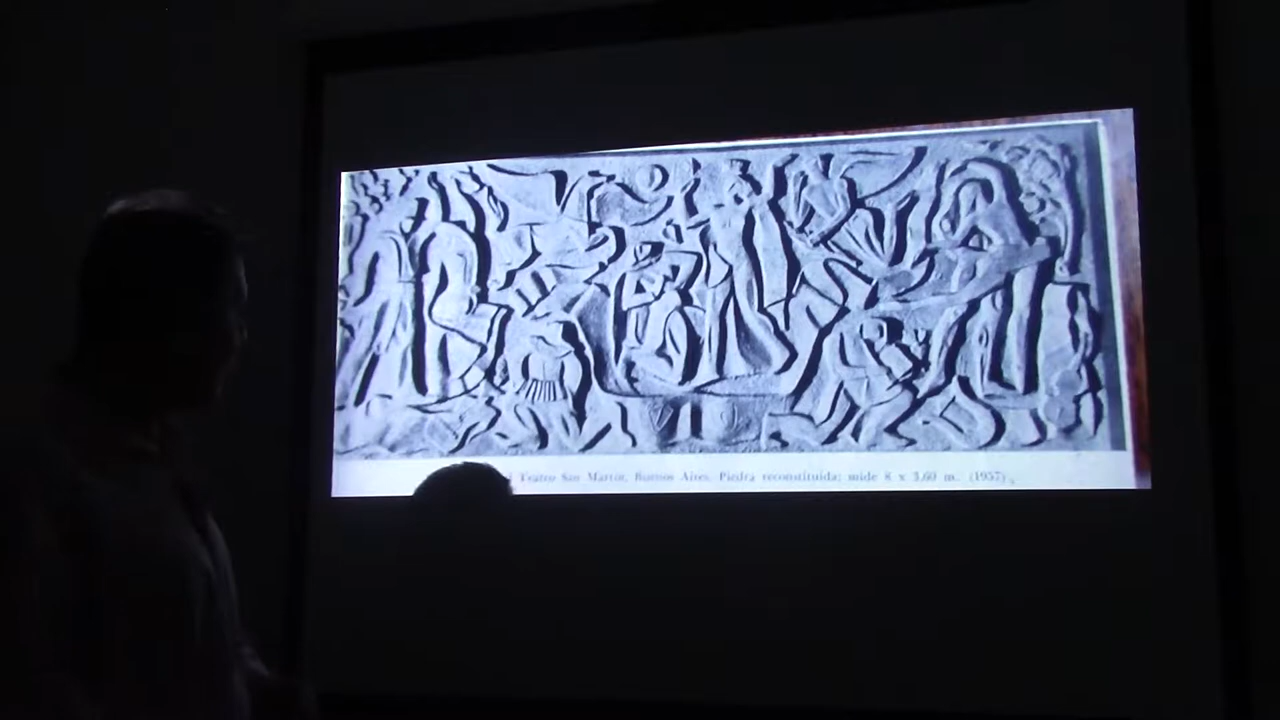 Teatro San Martín, Buenos Aires. Piedra reconstituida; mide 8 x 3,60 m. (1957).